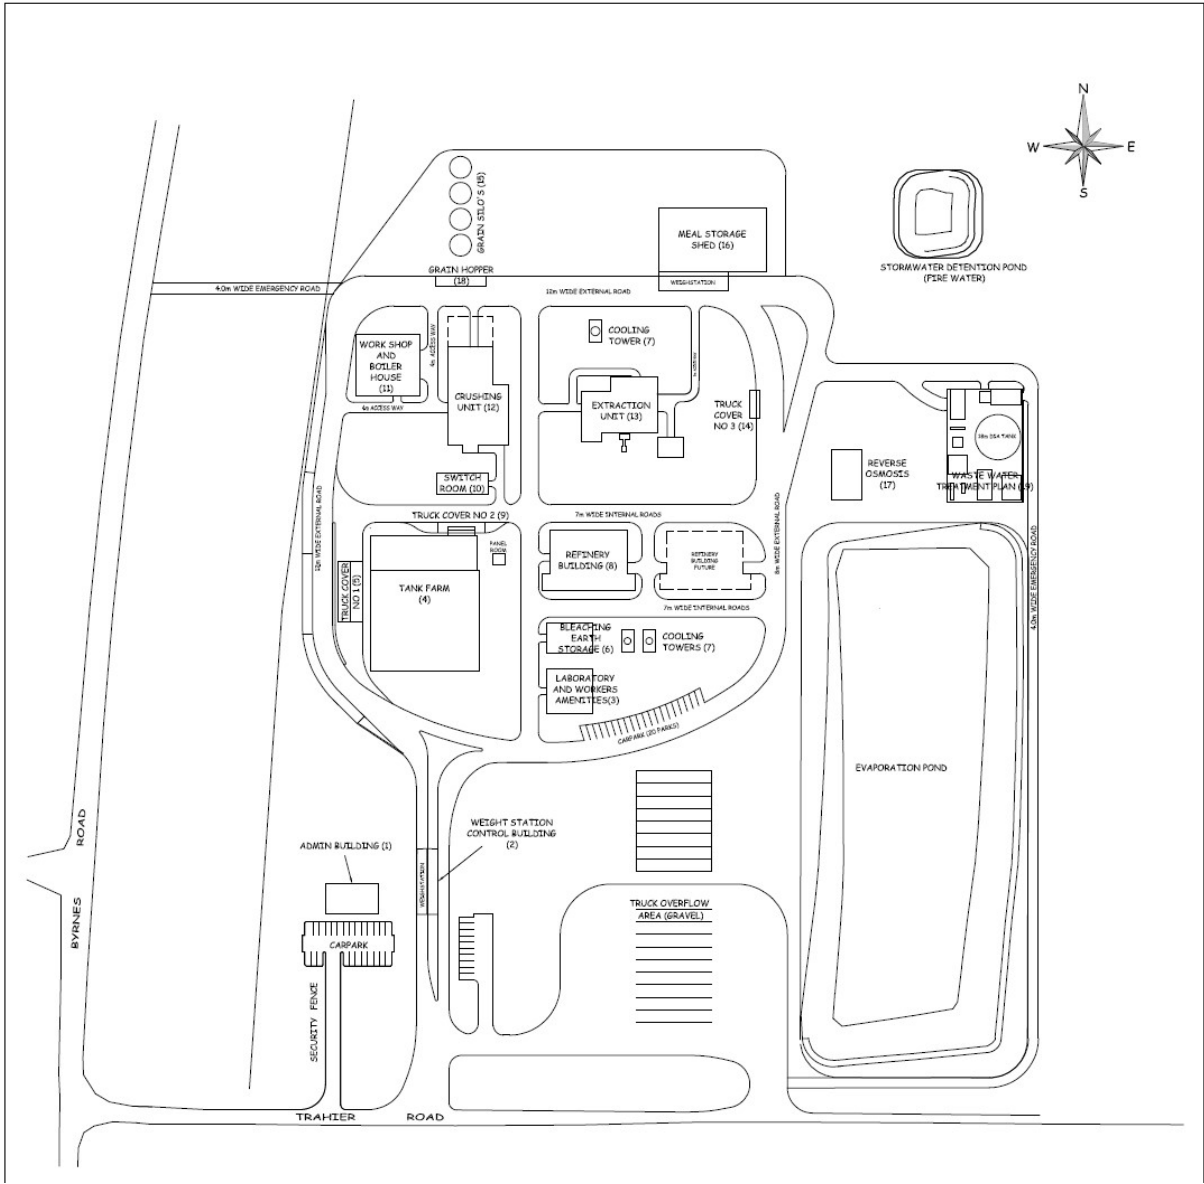 N
W
E
S
GRAIN SILO'S (15)
MEAL STORAGE
SHED (16)
STORMWATER DETENTION POND
(FIRE WATER)
GRAIN HOPPER
(18)
WEIGHSTATION
4.0m WIDE EMERGENCY ROAD
12m WIDE EXTERNAL ROAD
COOLING
TOWER (7)
WORK SHOP
AND
BOILER
HOUSE
(11)
4m ACCESS WAY
CRUSHING
UNIT (12)
EXTRACTION
UNIT (13)
TRUCK
COVER
NO 3 (14)
4m ACCESS WAY
REVERSE
OSMOSIS
(17)
WASTE WATER
TREATMENT PLAN (19)
SWITCH
ROOM (10)
12m WIDE EXTERNAL ROAD
TRUCK COVER NO 2 (9)
7m WIDE INTERNAL ROADS
8m WIDE EXTERNAL ROAD
4.0m WIDE EMERGENCY ROAD
PANEL
ROOM
REFINERY
BUILDING (8)
REFINERY
BUILDING
FUTURE
TRUCK COVER
NO 1 (5)
TANK FARM
(4)
7m WIDE INTERNAL ROADS
BLEACHING
EARTH
STORAGE (6)
COOLING
TOWERS (7)
LABORATORY
AND WORKERS
AMENITIES(3)
CARPARK (20 PARKS)
EVAPORATION POND
WEIGHT STATION
CONTROL BUILDING
(2)
ADMIN BUILDING (1)
WEIGHSTATION
TRUCK OVERFLOW
AREA (GRAVEL)
CARPARK
SECURITY FENCE
BYRNES ROAD
TRAHIER ROAD